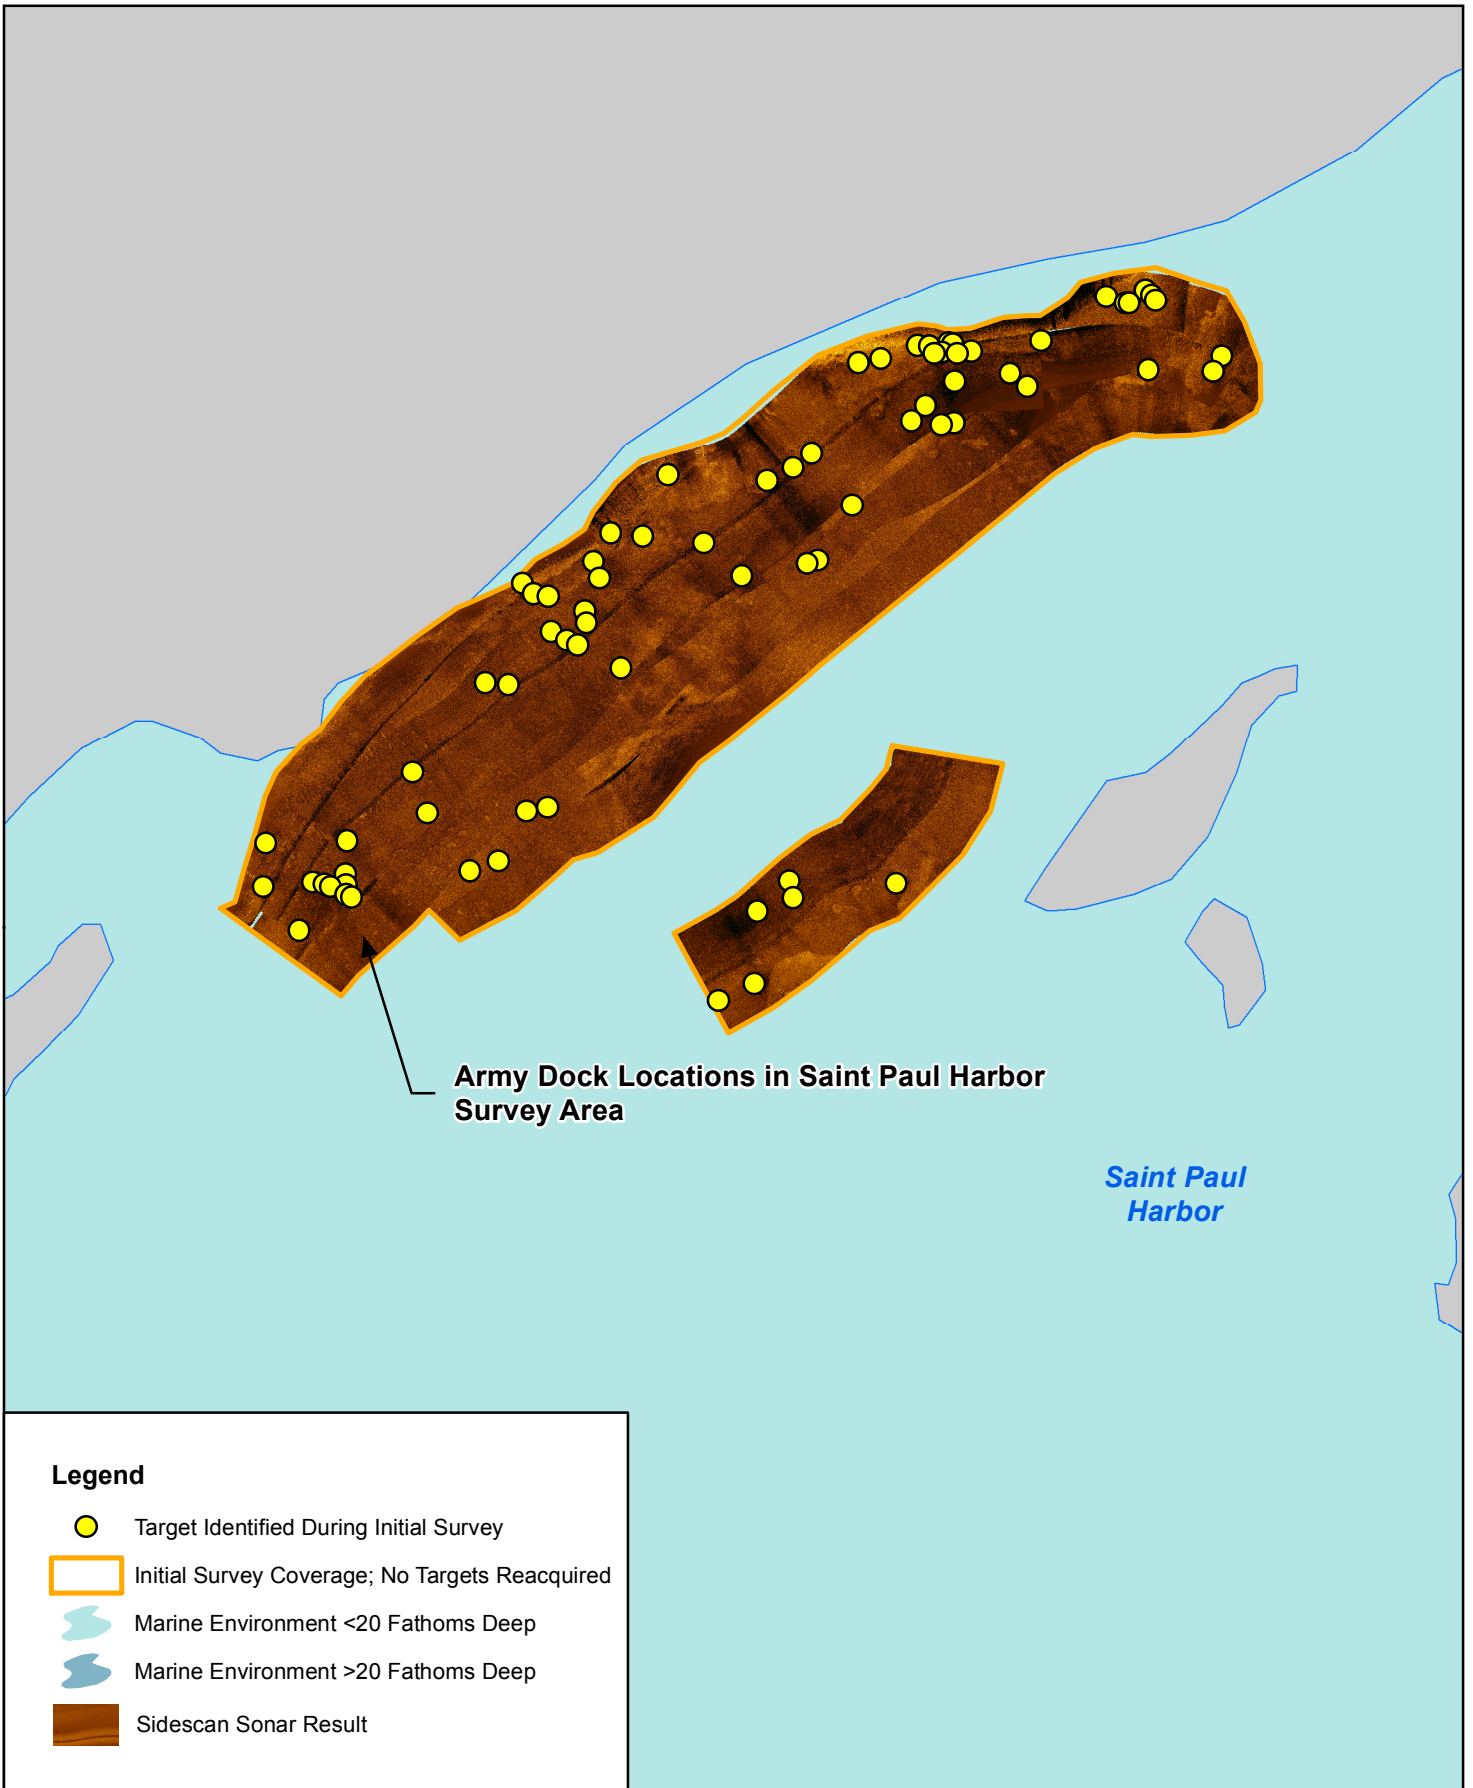 Army Dock Locations in Saint Paul Harbor
Survey Area
Saint Paul
Harbor
Legend
Target Identified During Initial Survey
Initial Survey Coverage; No Targets Reacquired
Marine Environment <20 Fathoms Deep
Marine Environment >20 Fathoms Deep
Sidescan Sonar Result